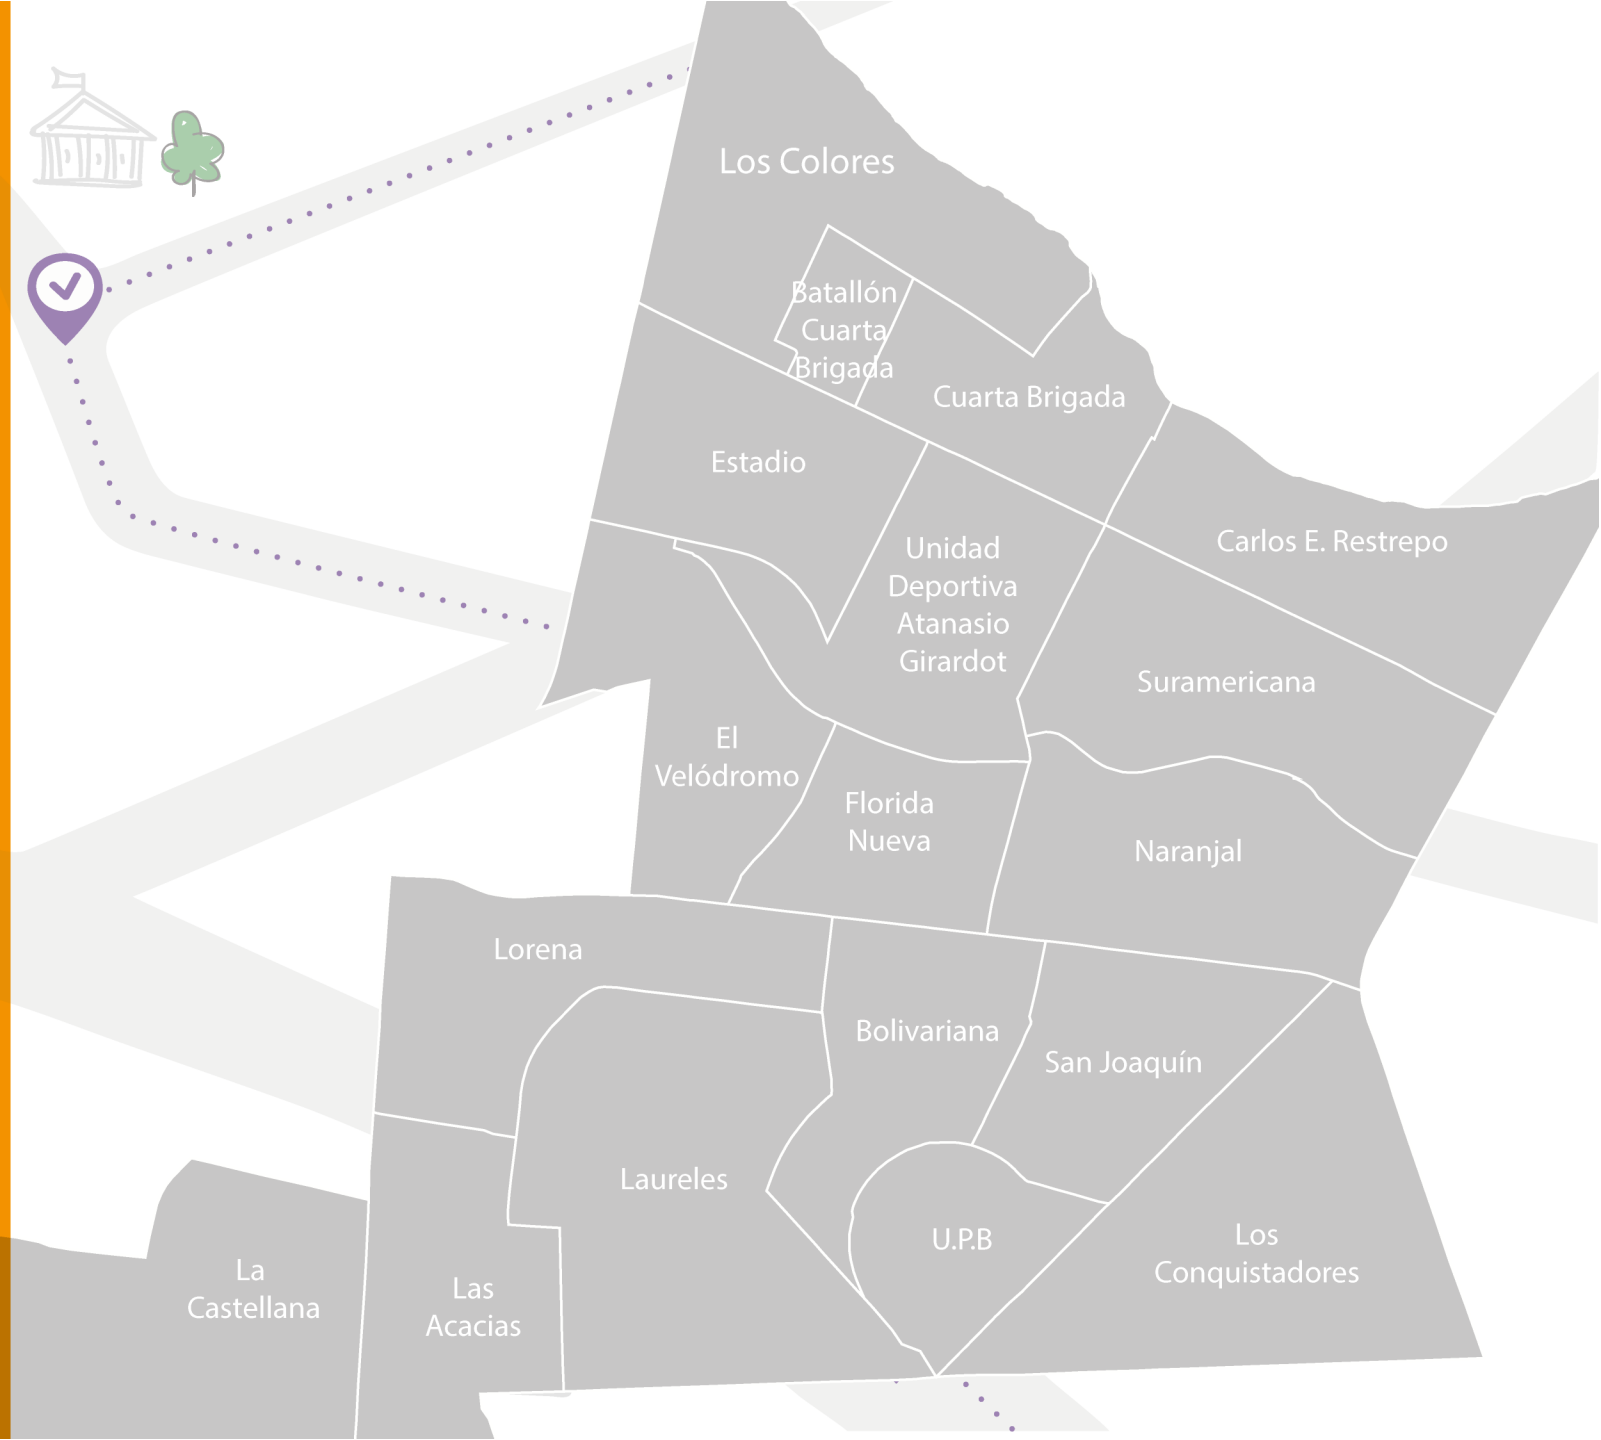 Los Colores
Batallón
Cuarta
Brigada
Cuarta Brigada
Estadio
Unidad
Deportiva
Atanasio
Girardot
Carlos E. Restrepo
Suramericana
El
Velódromo
Florida
Nueva
Naranjal
Lorena
Bolivariana
San Joaquín
Laureles
U.P.B
Los
Conquistadores
La
Castellana
Las
Acacias